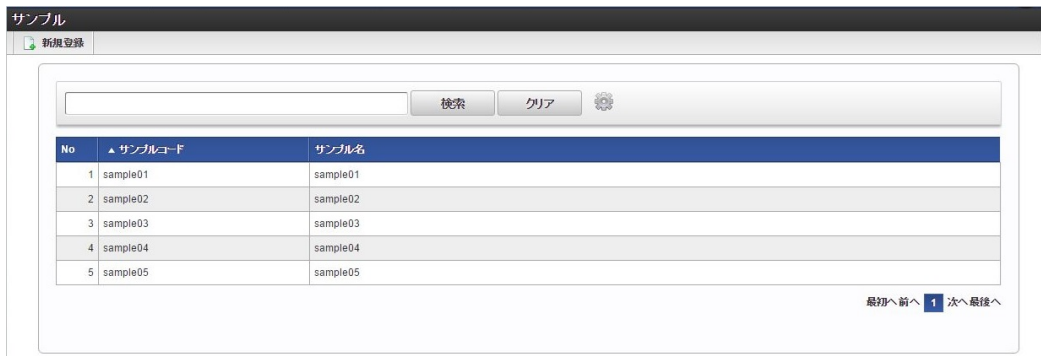 サンプル
新規登録
検索 クリア
No ▲ サンプルコード サンプル名
1 sample01 sample01
2 sample02 sample02
3 sample03 sample03
4 sample04 sample04
5 sample05 sample05
最初へ前へ 1 次へ最後へ